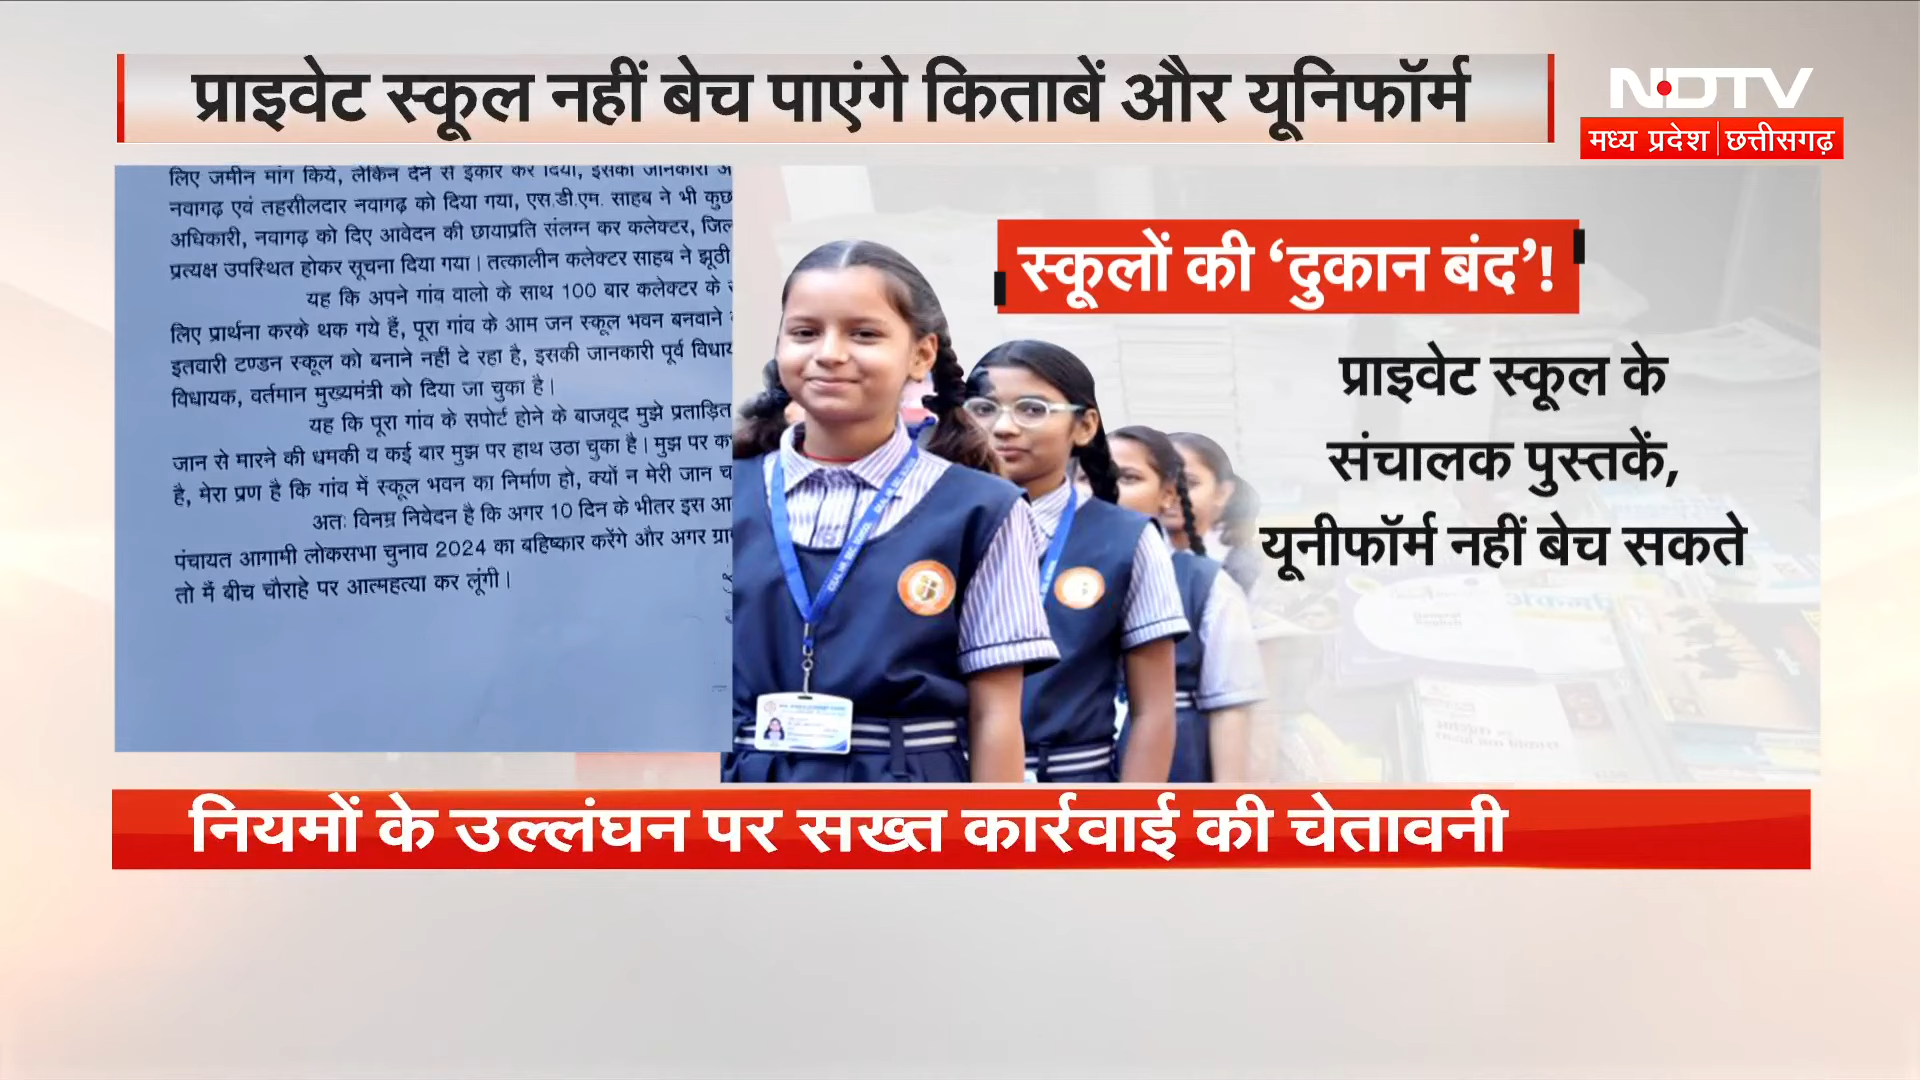 प्राइवेट स्कूल नहीं बेच पाएंगे किताबें और यूनिफॉर्म
NDTV
मध्य प्रदेश छत्तीसगढ़
लिए जमीन मांग किये, लेकिन देने से इंकार कर दिया, इसकी जानकारी
नवागढ़ एवं तहसीलदार नवागढ़ को दिया गया, एस.डी.एम. साहब ने भी कुछ
अधिकारी, नवागढ़ को दिए आवेदन की छायाप्रति संलग्न कर कलेक्टर,
प्रत्यक्ष उपस्थित होकर सूचना दिया गया। तत्कालीन कलेक्टर साहब ने झूठी
यह कि अपने गांव वालो के साथ 100 बार कलेक्टर के
लिए प्रार्थना करके थक गये हैं, पूरा गांव के आम जन स्कूल भवन बनवाने
इतवारी टण्डन स्कूल को बनाने नहीं दे रहा है, इसकी जानकारी पूर्व
विधायक, वर्तमान मुख्यमंत्री को दिया जा चुका है।
यह कि पूरा गांव के सपोर्ट होने के बाजवूद मुझे प्रताड़ित
जान से मारने की धमकी व कई बार मुझ पर हाथ उठा चुका है। मुझ पर
है, मेरा प्रण है कि गांव में स्कूल भवन का निर्माण हो, क्यों न मेरी जान
अतः विनम्र निवेदन है कि अगर 10 दिन के भीतर इस
पंचायत आगामी लोकसभा चुनाव 2024 का बहिष्कार करेंगे और अगर
तो मैं बीच चौराहे पर आत्महत्या कर लूंगी।
स्कूलों की ‘दुकान बंद’!
प्राइवेट स्कूल के
संचालक पुस्तकें,
यूनीफॉर्म नहीं बेच सकते
नियमों के उल्लंघन पर सख्त कार्रवाई की चेतावनी